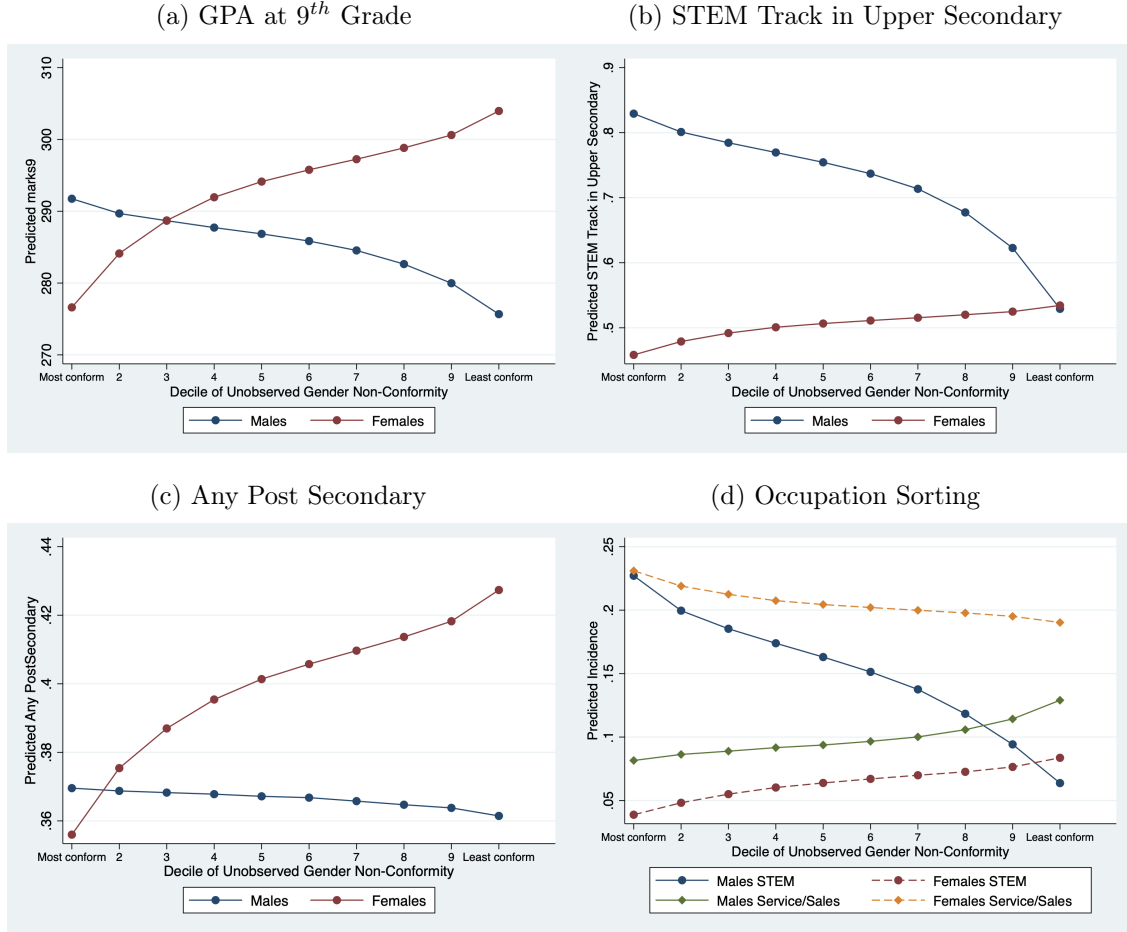 (a) GPA at 9th Grade
Predicted marks9
310
300
290
280
270
Most conform 2 3 4 5 6 7 8 9 Least conform
Decile of Unobserved Gender Non-Conformity
Males Females
(b) STEM Track in Upper Secondary
Predicted STEM Track in Upper Secondary
.9
.8
.7
.6
.5
Most conform 2 3 4 5 6 7 8 9 Least conform
Decile of Unobserved Gender Non-Conformity
Males Females
(c) Any Post Secondary
Predicted Any PostSecondary
.44
.42
.4
.38
.36
Most conform 2 3 4 5 6 7 8 9 Least conform
Decile of Unobserved Gender Non-Conformity
Males Females
(d) Occupation Sorting
Predicted Incidence
.25
.2
.15
.1
.05
Most conform 2 3 4 5 6 7 8 9 Least conform
Decile of Unobserved Gender Non-Conformity
Males STEM Females STEM
Males Service/Sales Females Service/Sales